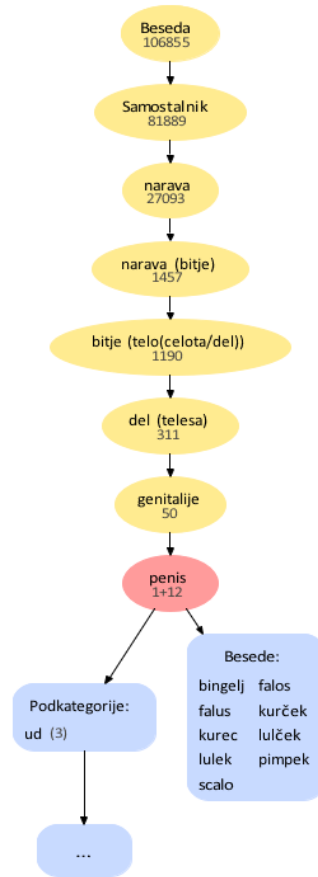 Beseda
106855
Samostalnik
81889
narava
27093
narava (bitje)
1457
bitje (telo(celota/del))
1190
del (telesa)
311
genitalije
50
penis
1+12
Podkategorije:
ud (3)
...
Besede:
bingelj falos
falus kurček
kurec lulček
lulek pimpek
scalo